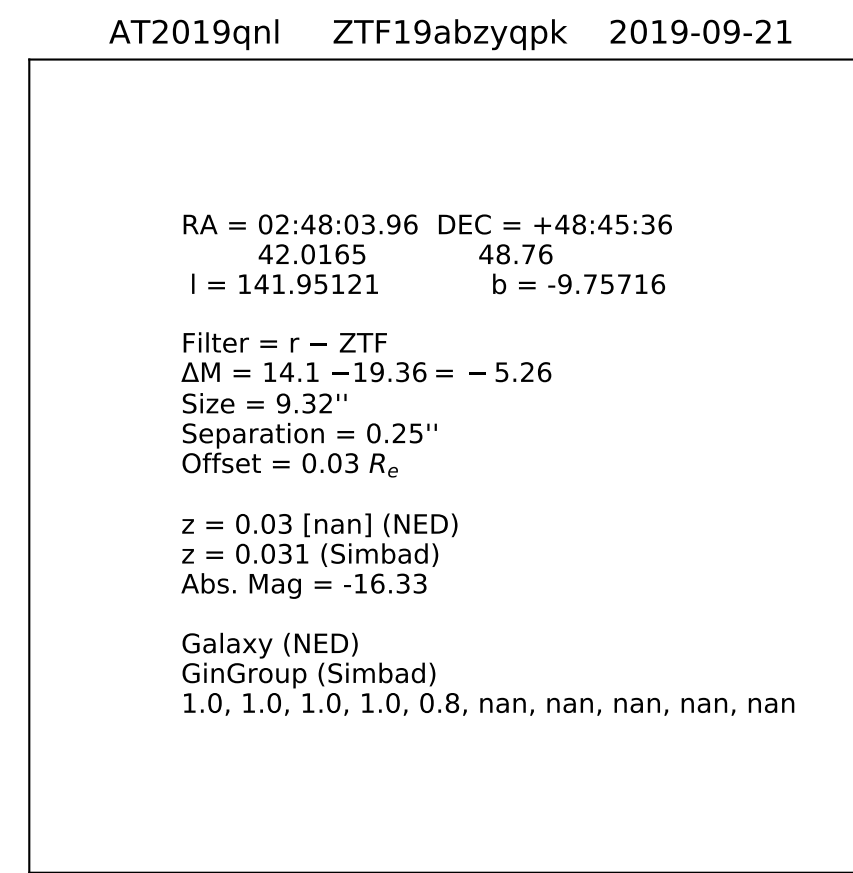 AT2019qnl ZTF19abzyqpk 2019-09-21
RA = 02:48:03.96 DEC = +48:45:36
42.0165 48.76
l = 141.95121 b = -9.75716
Filter = r − ZTF
ΔM = 14.1 −19.36 = − 5.26
Size = 9.32''
Separation = 0.25''
Offset = 0.03 Re
z = 0.03 [nan] (NED)
z = 0.031 (Simbad)
Abs. Mag = -16.33
Galaxy (NED)
GinGroup (Simbad)
1.0, 1.0, 1.0, 1.0, 0.8, nan, nan, nan, nan, nan